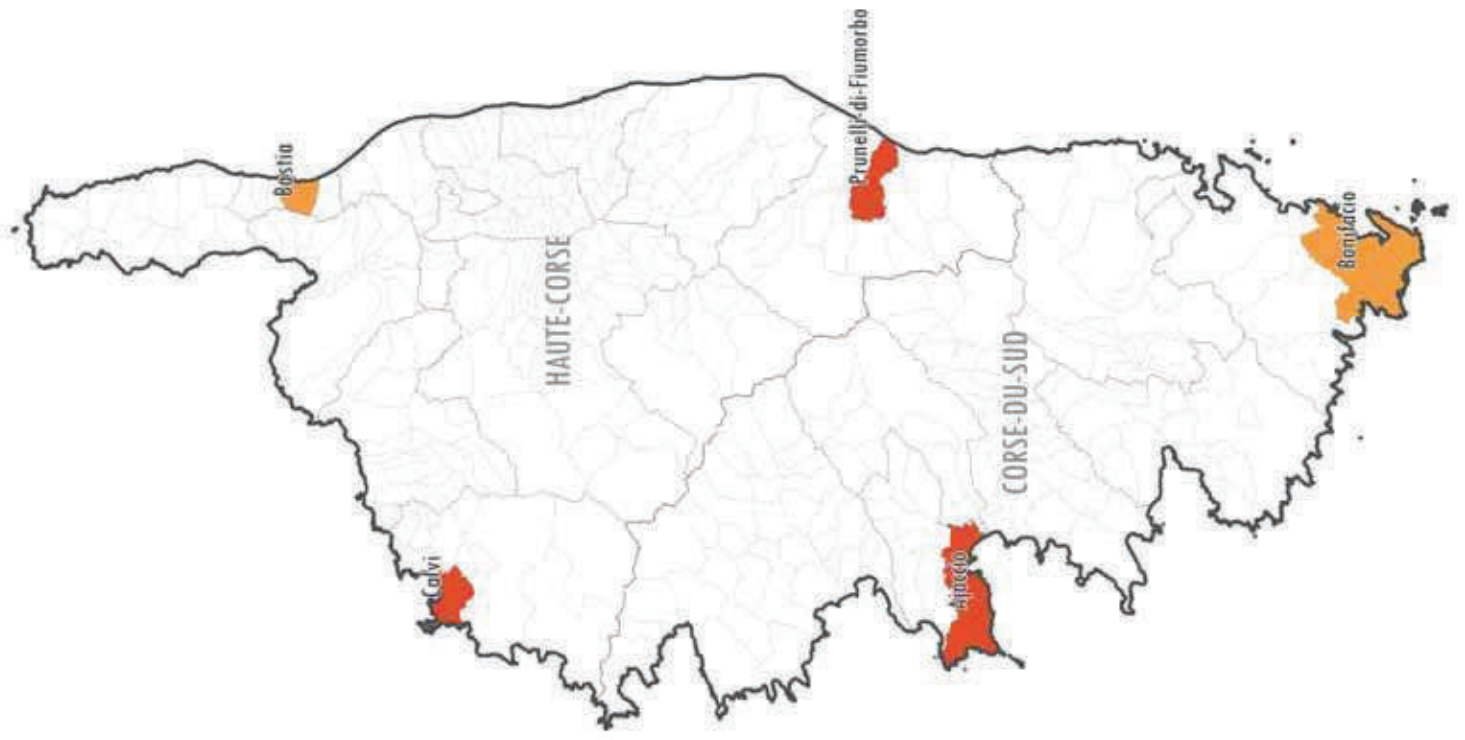 Bastia
Prunelli-di-Fiumorbo
HAUTE-CORSE
Bonifacio
CORSE-DU-SUD
Calvi
Ajaccio